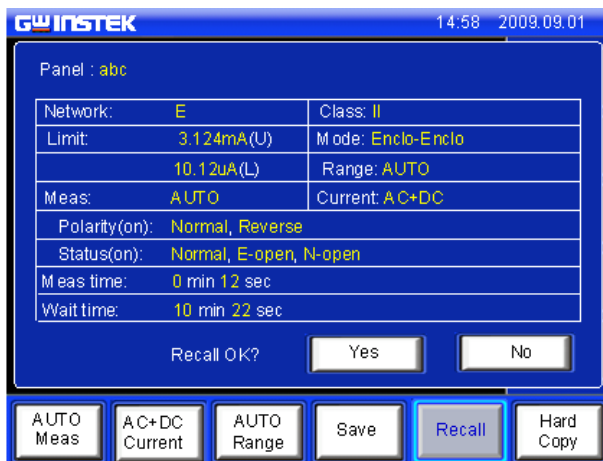 GWINSTEK 14:58 2009.09.01
Panel : abc
Network: E Class: II
Limit: 3.124mA(U) Mode: Enclo-Enclo
10.12uA(L) Range: AUTO
Meas: AUTO Current: AC+DC
Polarity(on): Normal, Reverse
Status(on): Normal, E-open, N-open
Meas time: 0 min 12 sec
Wait time: 10 min 22 sec
Recall OK? Yes No
AUTO Meas
AC+DC Current
AUTO Range
Save
Recall
Hard Copy